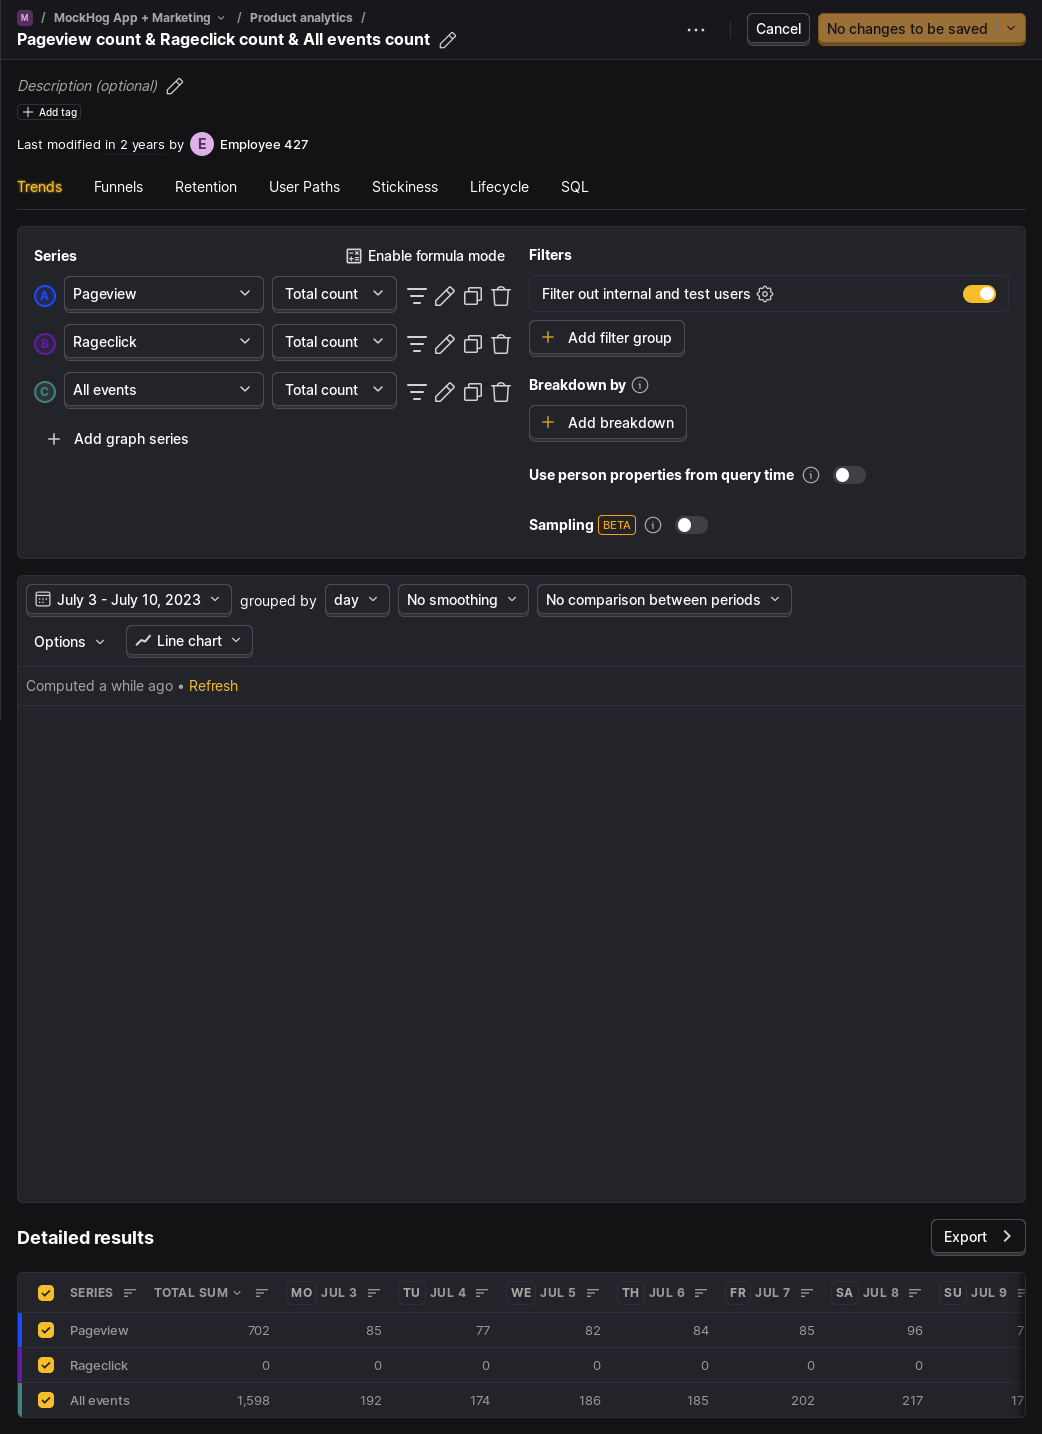 M / MockHog App + Marketing / Product analytics /
Pageview count & Rageclick count & All events count
Cancel
No changes to be saved
Description (optional)
Add tag
Last modified in 2 years by E Employee 427
Trends Funnels Retention User Paths Stickiness Lifecycle SQL
Series Enable formula mode
A Pageview Total count
B Rageclick Total count
C All events Total count
Add graph series
Filters
Filter out internal and test users
Add filter group
Breakdown by
Add breakdown
Use person properties from query time
Sampling BETA
July 3 - July 10, 2023 grouped by day No smoothing No comparison between periods
Options Line chart
Computed a while ago • Refresh
Detailed results Export
SERIES TOTAL SUM MO JUL 3 TU JUL 4 WE JUL 5 TH JUL 6 FR JUL 7 SA JUL 8 SU JUL 9
Pageview 702 85 77 82 84 85 96
Rageclick 0 0 0 0 0 0 0
All events 1,598 192 174 186 185 202 217